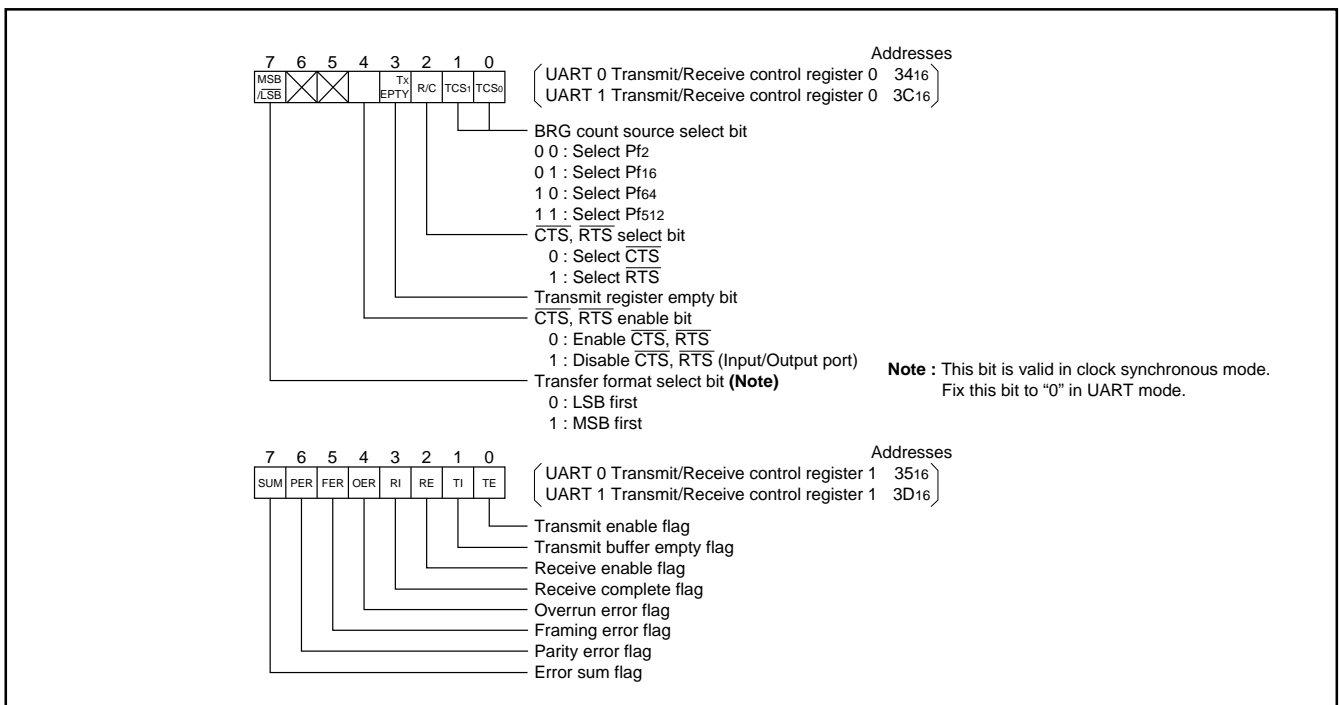 Addresses
7 6 5 4 3 2 1 0
MSB/LSB TX EPTY R/C TCS1 TCS0
UART 0 Transmit/Receive control register 0 3416
UART 1 Transmit/Receive control register 0 3C16
BRG count source select bit
0 0 : Select Pf2
0 1 : Select Pf16
1 0 : Select Pf64
1 1 : Select Pf512
CTS, RTS select bit
0 : Select CTS
1 : Select RTS
Transmit register empty bit
CTS, RTS enable bit
0 : Enable CTS, RTS
1 : Disable CTS, RTS (Input/Output port)
Transfer format select bit (Note)
0 : LSB first
1 : MSB first
Note : This bit is valid in clock synchronous mode.
Fix this bit to “0” in UART mode.
Addresses
7 6 5 4 3 2 1 0
SUM PER FER OER RI RE TI TE
UART 0 Transmit/Receive control register 1 3516
UART 1 Transmit/Receive control register 1 3D16
Transmit enable flag
Transmit buffer empty flag
Receive enable flag
Receive complete flag
Overrun error flag
Framing error flag
Parity error flag
Error sum flag